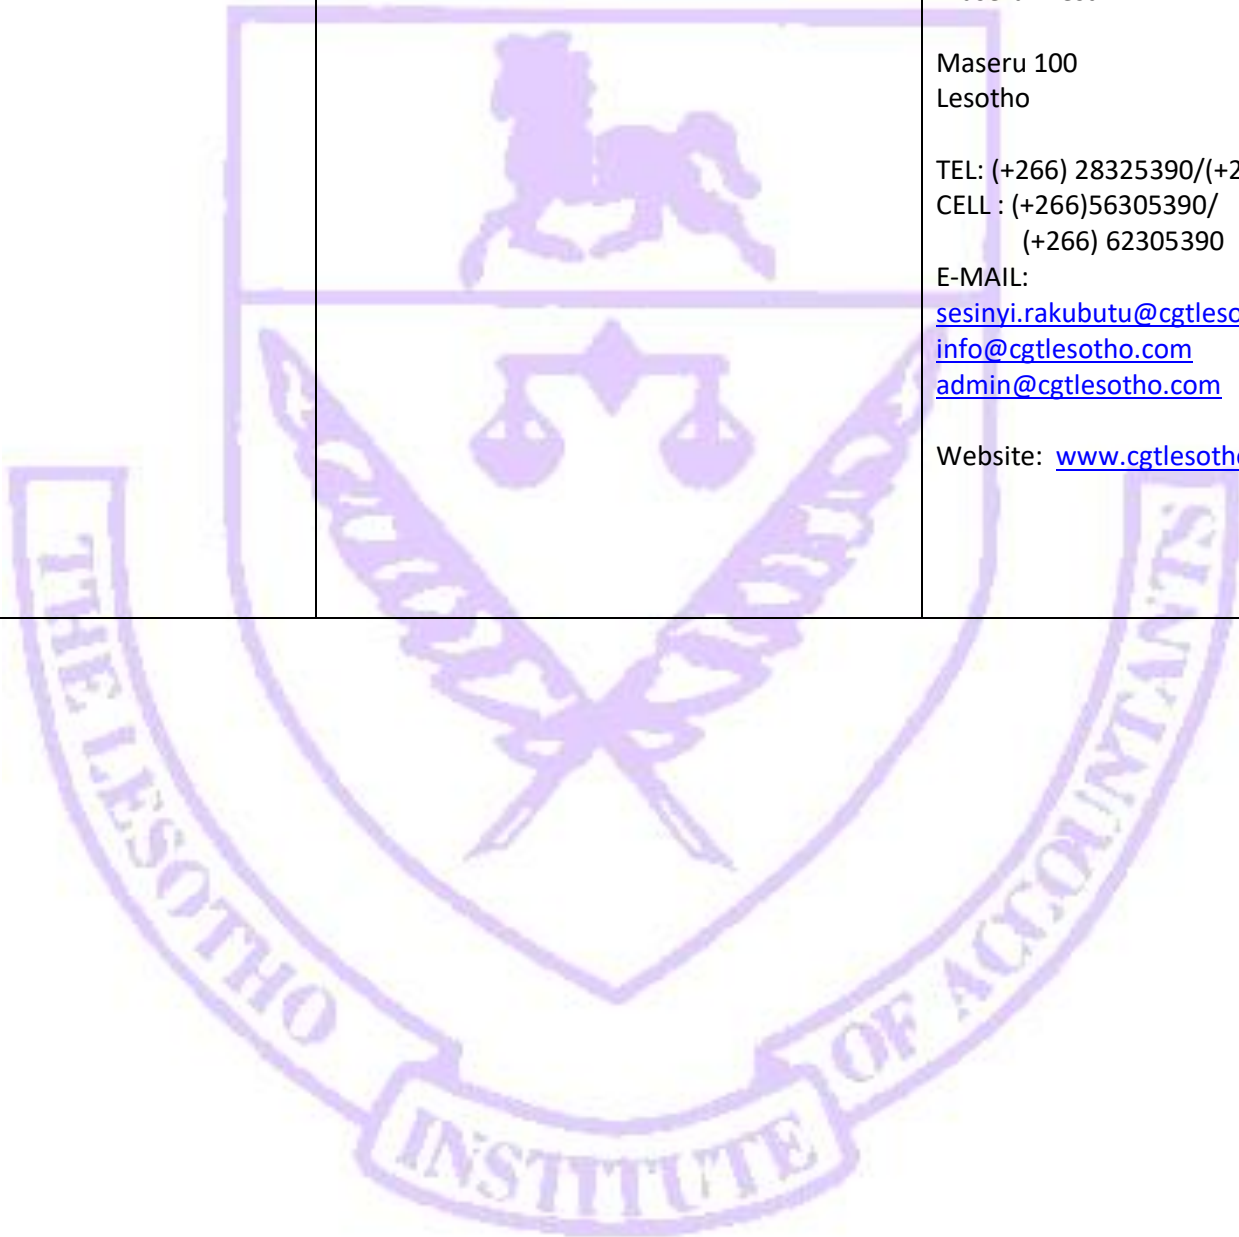 Maseru 100
Lesotho
TEL: (+266) 28325390/(+2
CELL : (+266)56305390/
(+266) 62305390
E-MAIL:
sesinyi.rakubutu@cgtleso
info@cgtlesotho.com
admin@cgtlesotho.com
Website: www.cgtlesoth
THE LESOTHO
INSTITUTE
OF ACCOUNTANTS